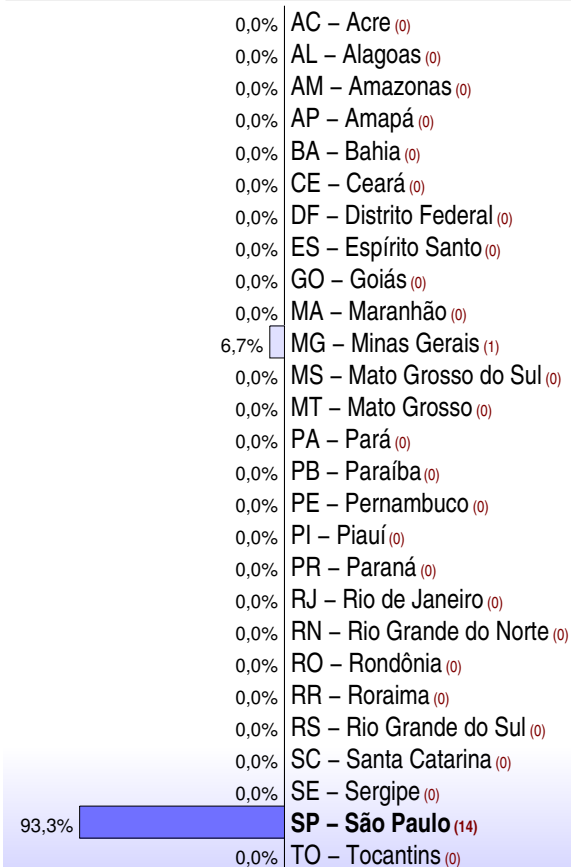 0,0% AC – Acre (0)
0,0% AL – Alagoas (0)
0,0% AM – Amazonas (0)
0,0% AP – Amapá (0)
0,0% BA – Bahia (0)
0,0% CE – Ceará (0)
0,0% DF – Distrito Federal (0)
0,0% ES – Espírito Santo (0)
0,0% GO – Goiás (0)
0,0% MA – Maranhão (0)
6,7% MG – Minas Gerais (1)
0,0% MS – Mato Grosso do Sul (0)
0,0% MT – Mato Grosso (0)
0,0% PA – Pará (0)
0,0% PB – Paraíba (0)
0,0% PE – Pernambuco (0)
0,0% PI – Piauí (0)
0,0% PR – Paraná (0)
0,0% RJ – Rio de Janeiro (0)
0,0% RN – Rio Grande do Norte (0)
0,0% RO – Rondônia (0)
0,0% RR – Roraima (0)
0,0% RS – Rio Grande do Sul (0)
0,0% SC – Santa Catarina (0)
0,0% SE – Sergipe (0)
93,3% SP – São Paulo (14)
0,0% TO – Tocantins (0)